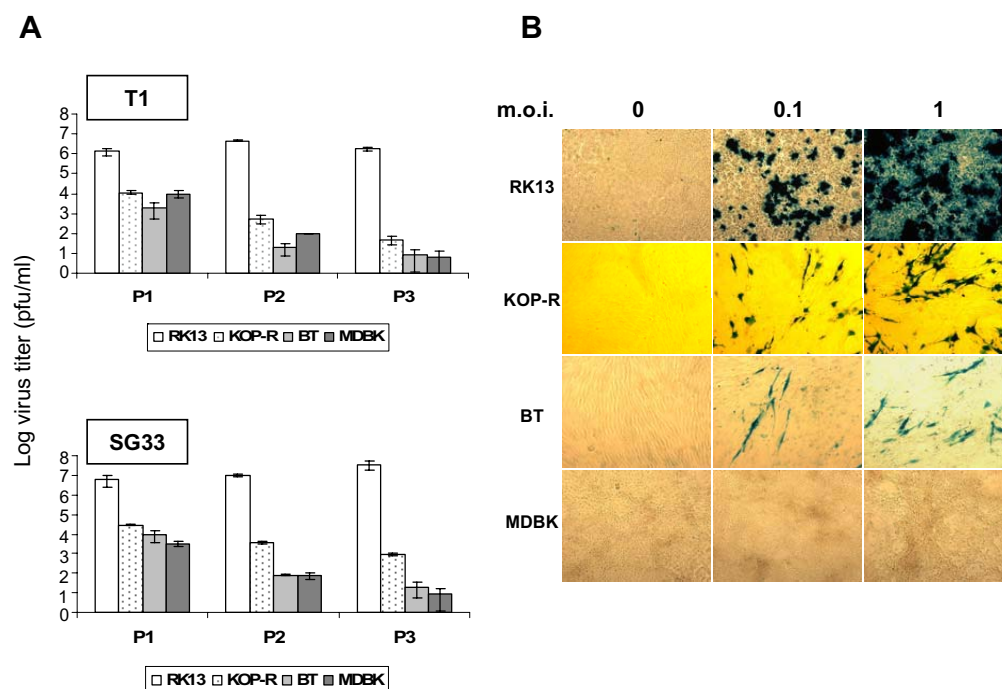 A
T1
Log virus titer (pfu/ml)
8
7
6
5
4
3
2
1
0
P1 P2 P3
RK13 KOP-R BT MDBK
SG33
8
7
6
5
4
3
2
1
0
P1 P2 P3
RK13 KOP-R BT MDBK
B
m.o.i. 0 0.1 1
RK13
KOP-R
BT
MDBK